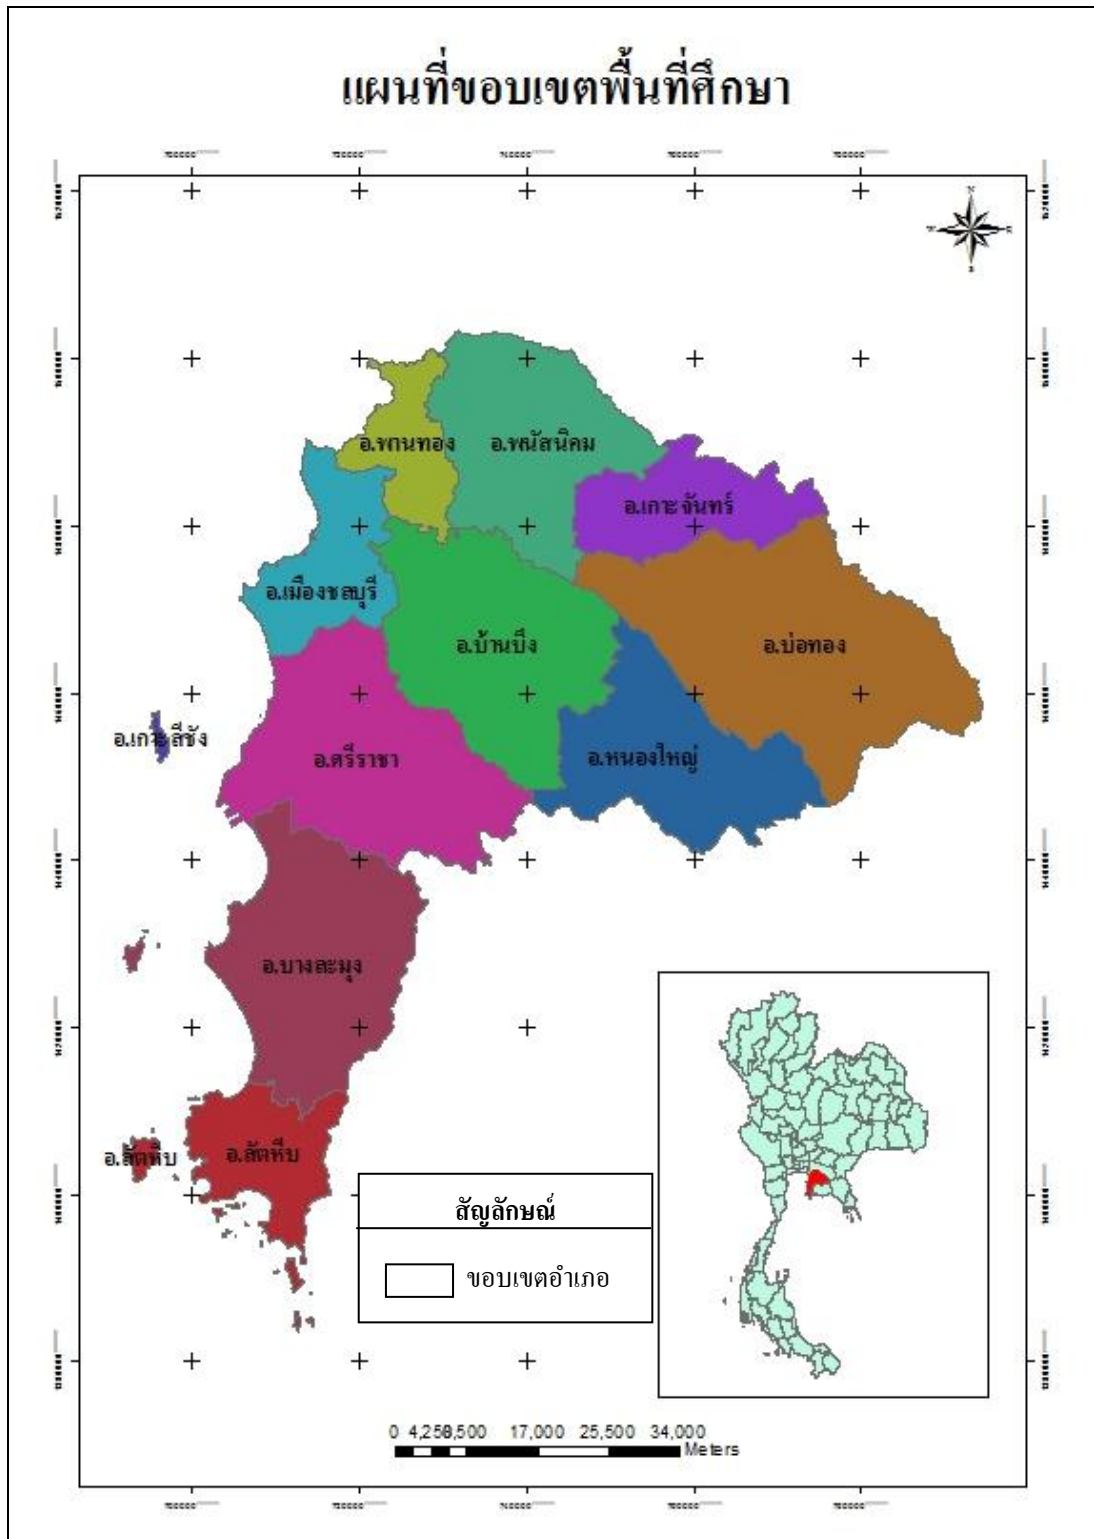 แผนที่ขอบเขตพื้นที่ศึกษา
N
อ.พานทอง
อ.พนัสนิคม
อ.เกาะจันทร์
อ.เมืองชลบุรี
อ.บ้านบึง
อ.บ่อทอง
อ.เกาะสีชัง
อ.ศรีราชา
อ.หนองใหญ่
อ.บางละมุง
อ.สัตหีบ
อ.สัตหีบ
สัญลักษณ์
ขอบเขตอำเภอ
0 4,250 8,500 17,000 25,500 34,000
Meters